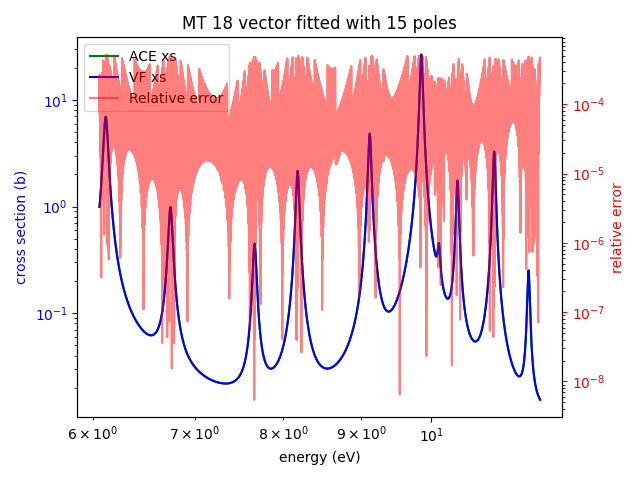 MT 18 vector fitted with 15 poles
ACE xs
VF xs
Relative error
cross section (b)
10¹
10⁰
10⁻¹
relative error
10⁻⁴
10⁻⁵
10⁻⁶
10⁻⁷
10⁻⁸
6 × 10⁰ 7 × 10⁰ 8 × 10⁰ 9 × 10⁰ 10¹
energy (eV)